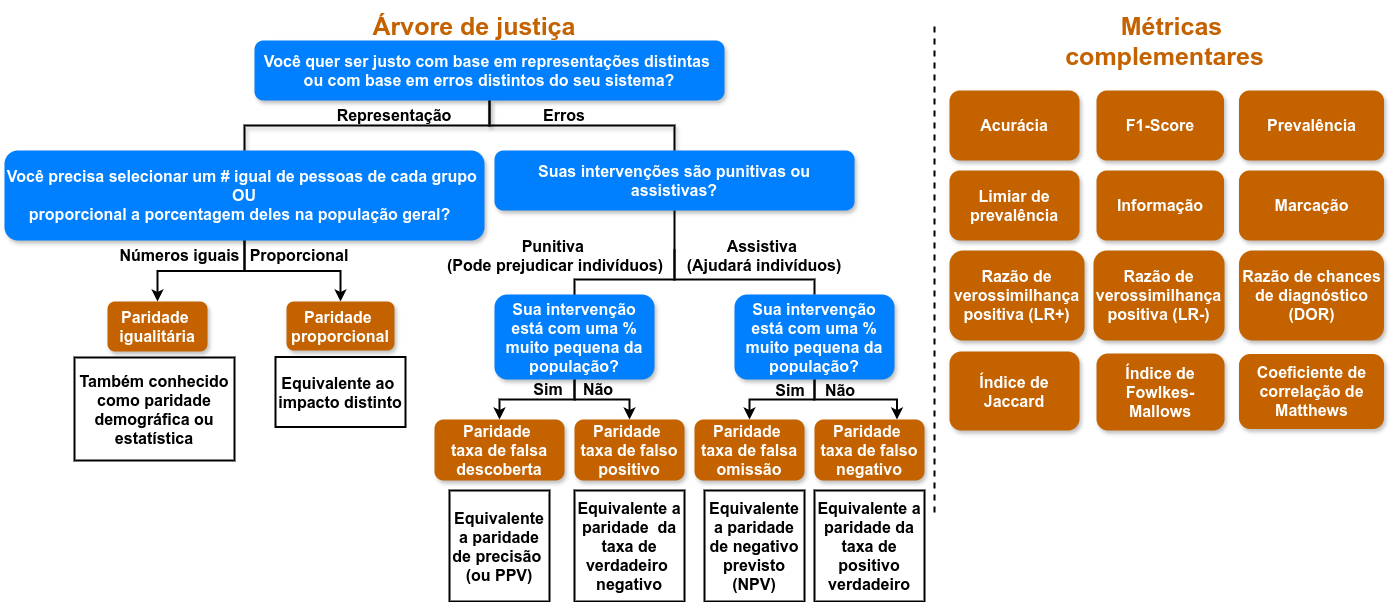 Árvore de justiça
Você quer ser justo com base em representações distintas
ou com base em erros distintos do seu sistema?
Representação
Erros
Você precisa selecionar um # igual de pessoas de cada grupo
OU
proporcional a porcentagem deles na população geral?
Suas intervenções são punitivas ou
assistivas?
Números iguais
Proporcional
Punitiva
(Pode prejudicar indivíduos)
Assistiva
(Ajudará indivíduos)
Paridade
igualitária
Paridade
proporcional
Também conhecido
como paridade
demográfica ou
estatística
Equivalente ao
impacto distinto
Sua intervenção
está com uma %
muito pequena da
população?
Sua intervenção
está com uma %
muito pequena da
população?
Sim
Não
Sim
Não
Paridade
taxa de falsa
descoberta
Paridade
taxa de falso
positivo
Paridade
taxa de falsa
omissão
Paridade
taxa de falso
negativo
Equivalente
a paridade
de precisão
(ou PPV)
Equivalente a
paridade da
taxa de
verdadeiro
negativo
Equivalente
a paridade
de negativo
previsto
(NPV)
Equivalente a
paridade da
taxa de
positivo
verdadeiro
Métricas
complementares
Acurácia
F1-Score
Prevalência
Limiar de
prevalência
Informação
Marcação
Razão de
verossimilhança
positiva (LR+)
Razão de
verossimilhança
positiva (LR-)
Razão de chances
de diagnóstico
(DOR)
Índice de
Jaccard
Índice de
Fowlkes-
Mallows
Coeficiente de
correlação de
Matthews